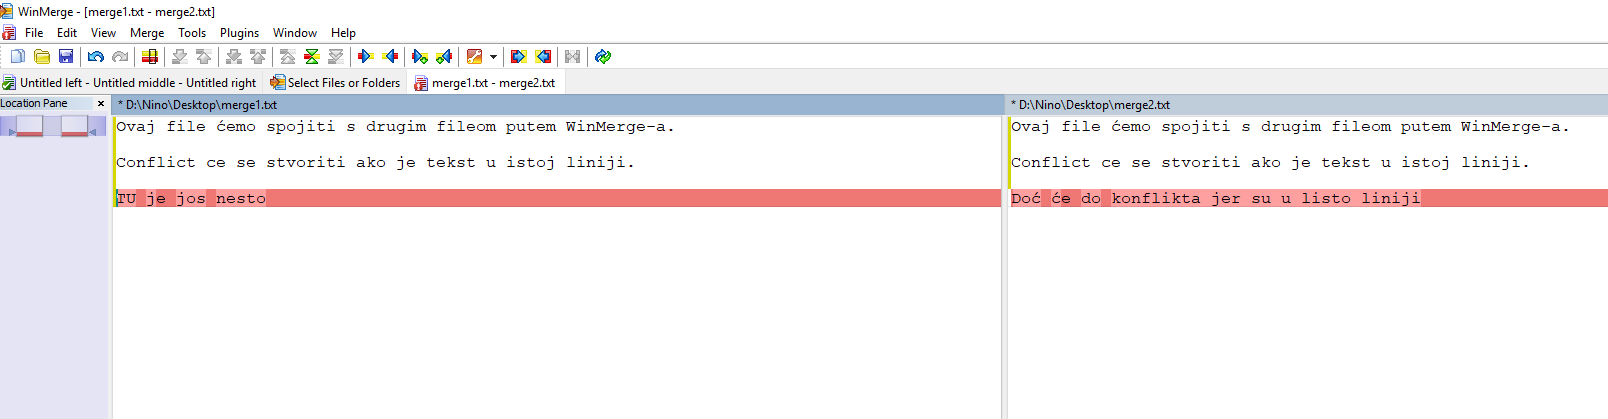 WinMerge - [merge1.txt - merge2.txt]
File Edit View Merge Tools Plugins Window Help
Untitled left - Untitled middle - Untitled right Select Files or Folders merge1.txt - merge2.txt
Location Pane × * D:\Nino\Desktop\merge1.txt * D:\Nino\Desktop\merge2.txt
Ovaj file ćemo spojiti s drugim fileom putem WinMerge-a.
Conflict ce se stvoriti ako je tekst u istoj liniji.
TU je jos nesto
Ovaj file ćemo spojiti s drugim fileom putem WinMerge-a.
Conflict ce se stvoriti ako je tekst u istoj liniji.
Doć će do konflikta jer su u listo liniji